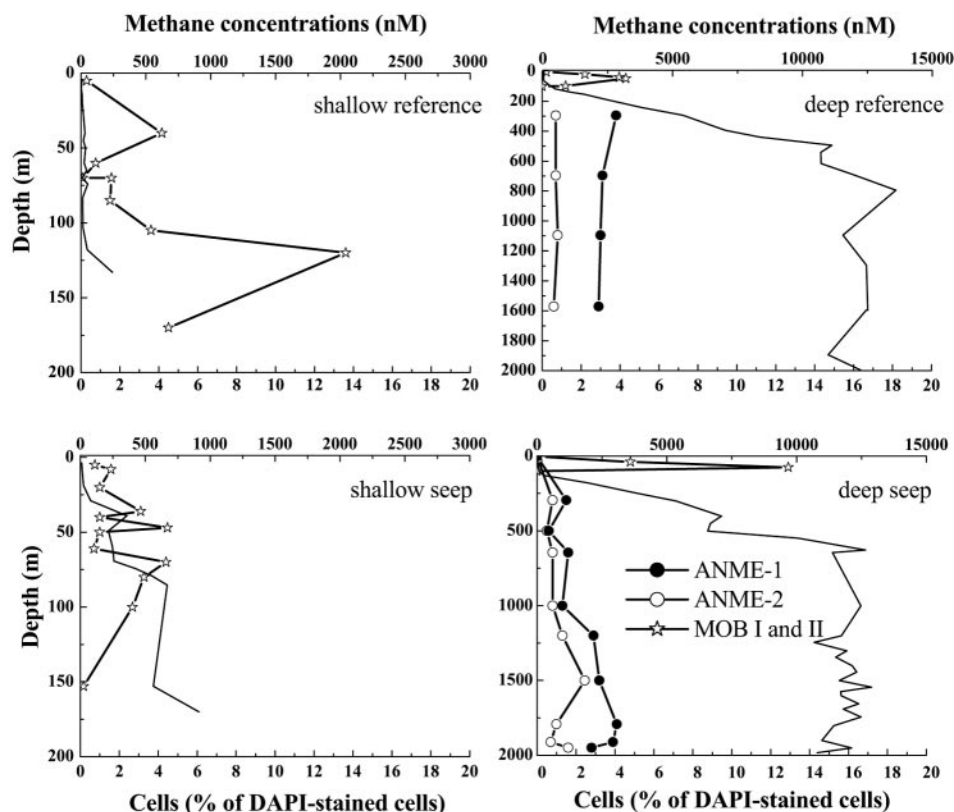 Methane concentrations (nM)
0 500 1000 1500 2000 2500 3000
shallow reference
Depth (m)
0
50
100
150
200
0 2 4 6 8 10 12 14 16 18 20
Methane concentrations (nM)
0 5000 10000 15000
deep reference
0
200
400
600
800
1000
1200
1400
1600
1800
2000
0 2 4 6 8 10 12 14 16 18 20
0 500 1000 1500 2000 2500 3000
shallow seep
Depth (m)
0
50
100
150
200
0 2 4 6 8 10 12 14 16 18 20
Cells (% of DAPI-stained cells)
0 5000 10000 15000
deep seep
ANME-1
ANME-2
MOB I and II
0
500
1000
1500
2000
0 2 4 6 8 10 12 14 16 18 20
Cells (% of DAPI-stained cells)